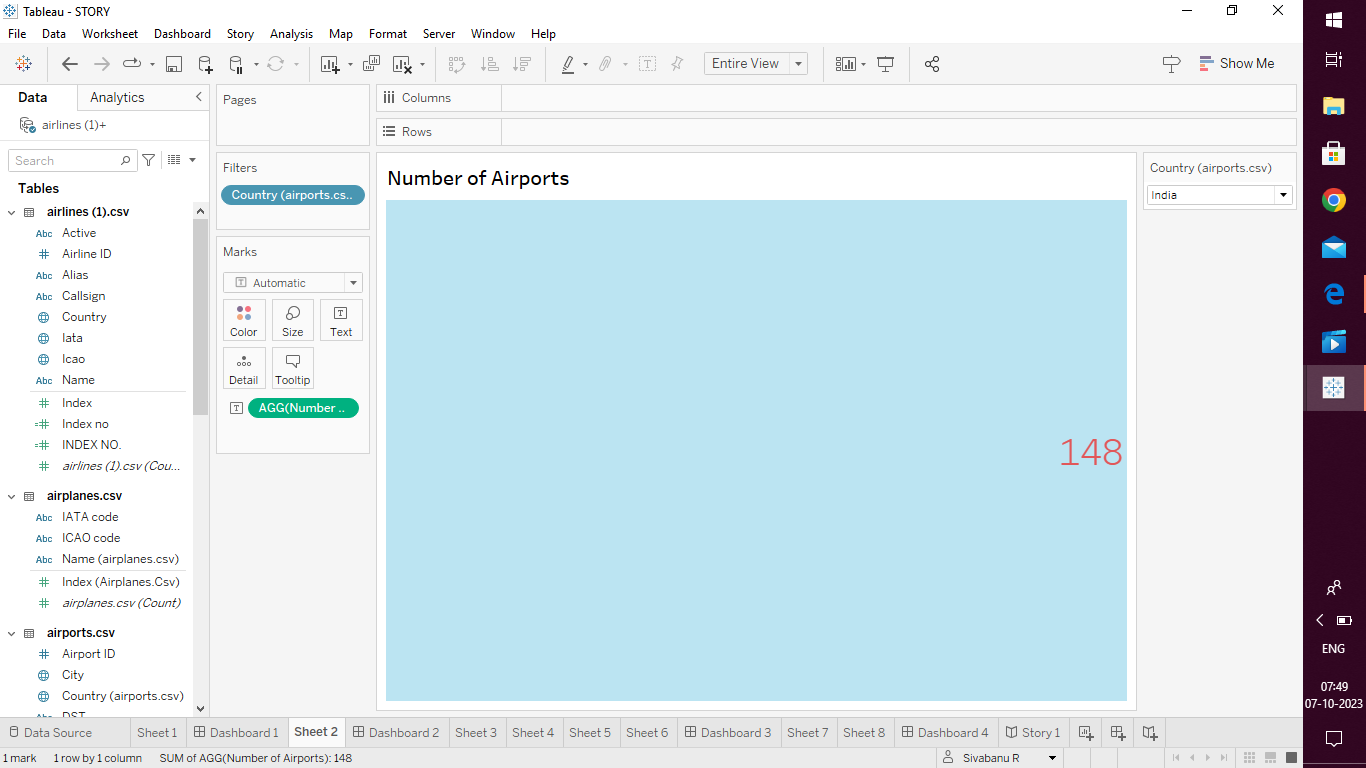 Tableau - STORY
File Data Worksheet Dashboard Story Analysis Map Format Server Window Help
Entire View
Show Me
Data Analytics
airlines (1)+
Search
Tables
airlines (1).csv
Abc Active
Airline ID
Abc Alias
Abc Callsign
Country
Iata
Icao
Abc Name
Index
Index no
INDEX NO.
airlines (1).csv (Cou...
airplanes.csv
Abc IATA code
Abc ICAO code
Abc Name (airplanes.csv)
Index (Airplanes.Csv)
airplanes.csv (Count)
airports.csv
Airport ID
City
Country (airports.csv)
Abc DST
Pages
Filters
Country (airports.cs..
Marks
Automatic
Color Size Text
Detail Tooltip
AGG(Number ..
Columns
Rows
Number of Airports
148
Country (airports.csv)
India
Data Source Sheet 1 Dashboard 1 Sheet 2 Dashboard 2 Sheet 3 Sheet 4 Sheet 5 Sheet 6 Dashboard 3 Sheet 7 Sheet 8 Dashboard 4 Story 1
1 mark 1 row by 1 column SUM of AGG(Number of Airports): 148 Sivabanu R
ENG
07:49
07-10-2023